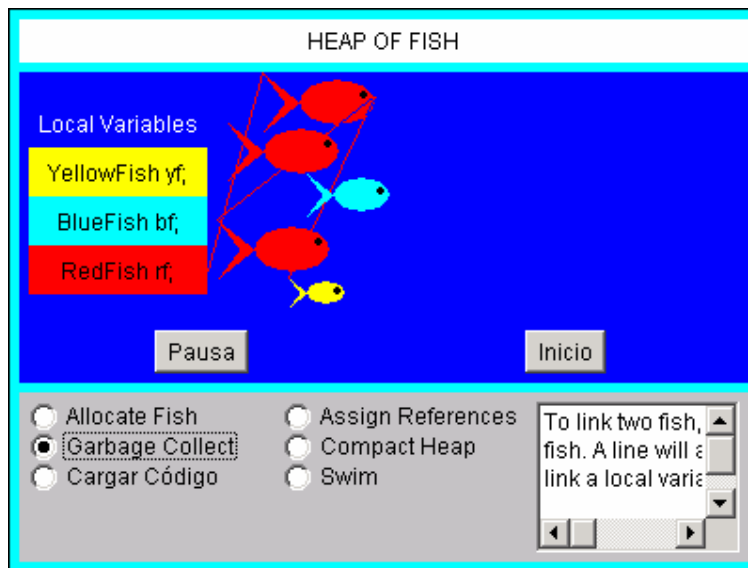 HEAP OF FISH
Local Variables
YellowFish yf;
BlueFish bf;
RedFish rf;
Pausa
Inicio
Allocate Fish
Garbage Collect
Cargar Código
Assign References
Compact Heap
Swim
To link two fish,
fish. A line will a
link a local varia